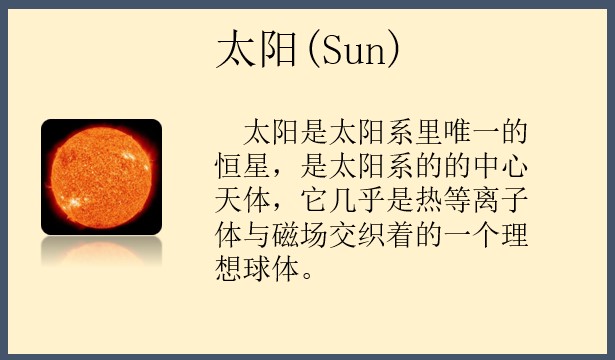 太阳(Sun)
太阳是太阳系里唯一的
恒星，是太阳系的的中心
天体，它几乎是热等离子
体与磁场交织着的一个理
想球体。